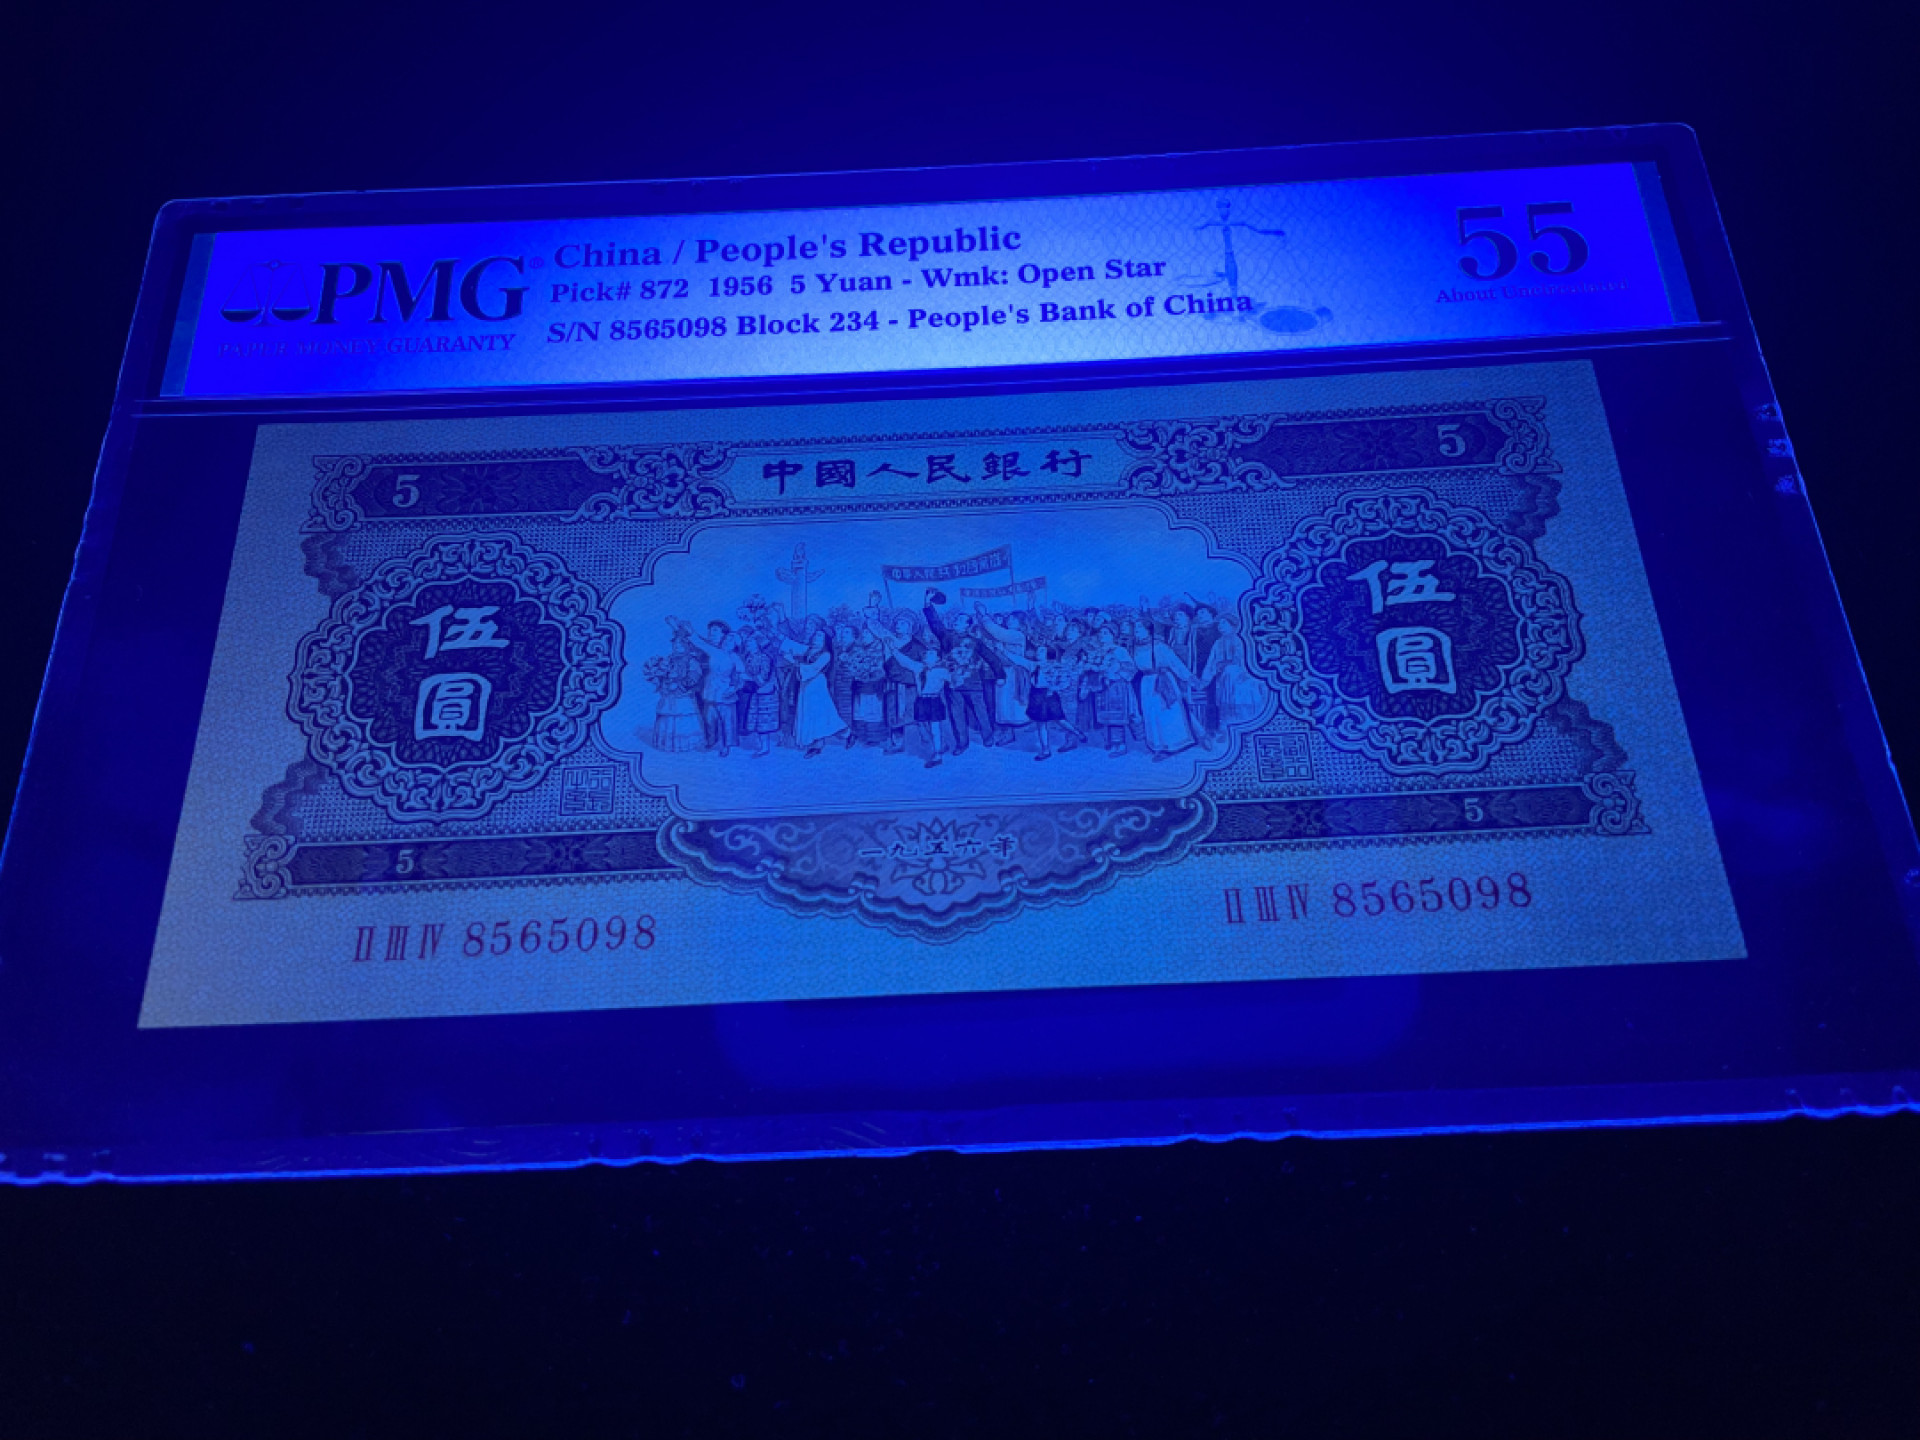 PMG®
PAPER MONEY GUARANTY
China / People's Republic
Pick# 872 1956 5 Yuan - Wmk: Open Star
S/N 8565098 Block 234 - People's Bank of China
55
About Uncirculated
5
中國人民銀行
5
伍圓
伍圓
5
一九五六年
5
II III IV 8565098
II III IV 8565098